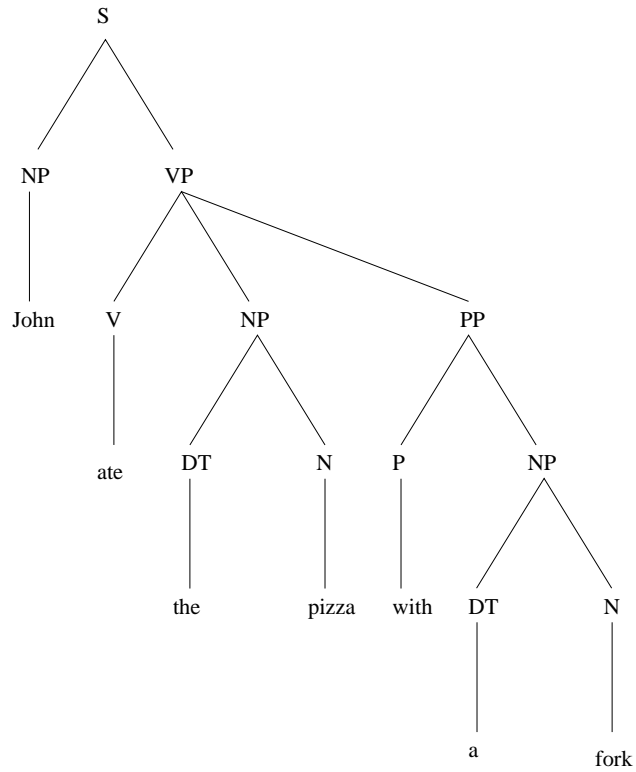 S
NP VP
John V NP PP
ate DT N P NP
the pizza with DT N
a fork